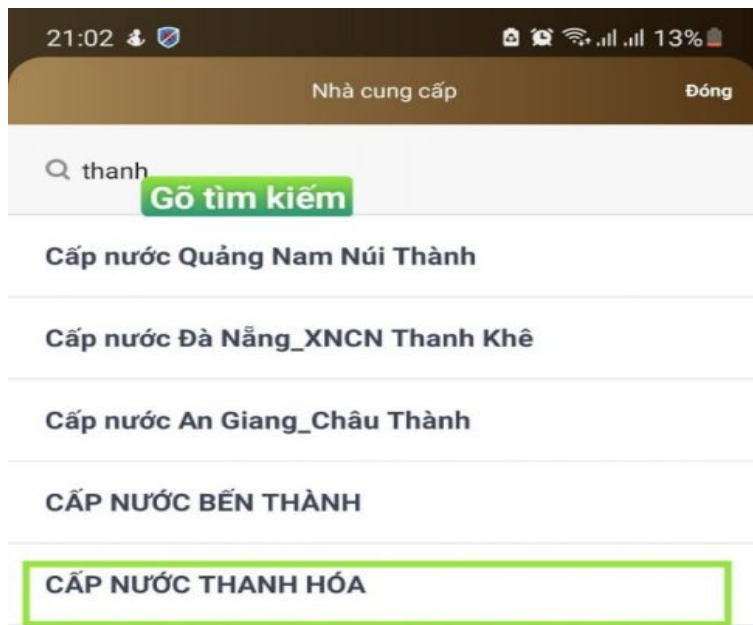 21:02 13%
Nhà cung cấp Đóng
thanh
Gõ tìm kiếm
Cấp nước Quảng Nam Núi Thành
Cấp nước Đà Nẵng_XNCN Thanh Khê
Cấp nước An Giang_Châu Thành
CẤP NƯỚC BẾN THÀNH
CẤP NƯỚC THANH HÓA